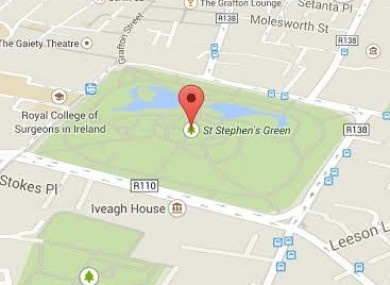 The Grafton Lounge
Setanta Pl
Molesworth St
R138
Grafton Street
The Gaiety Theatre
R138
Royal College of
Surgeons in Ireland
St Stephen's Green
R138
Stokes Pl
R110
Iveagh House
Leeson L